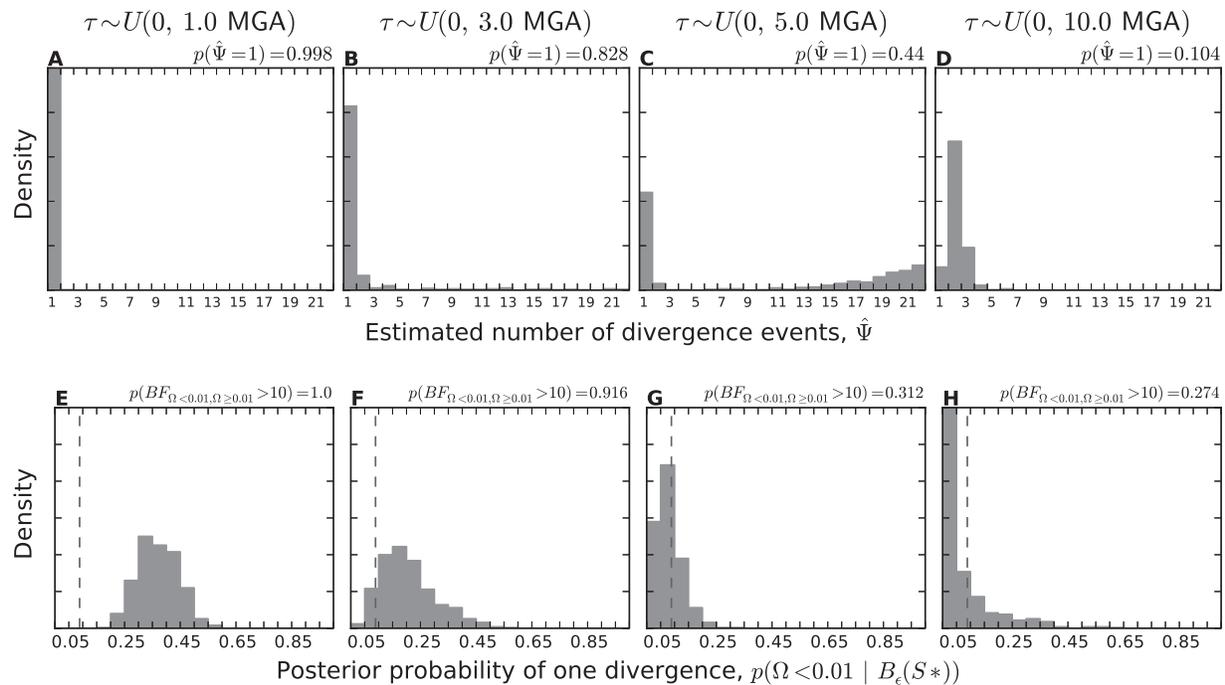 τ∼U(0, 1.0 MGA) τ∼U(0, 3.0 MGA) τ∼U(0, 5.0 MGA) τ∼U(0, 10.0 MGA)
A p(Ψ̂=1)=0.998 B p(Ψ̂=1)=0.828 C p(Ψ̂=1)=0.44 D p(Ψ̂=1)=0.104
Density
1 3 5 7 9 11 13 15 17 19 21 1 3 5 7 9 11 13 15 17 19 21 1 3 5 7 9 11 13 15 17 19 21 1 3 5 7 9 11 13 15 17 19 21
Estimated number of divergence events, Ψ̂
E p(BF_{Ω<0.01,Ω≥0.01}>10)=1.0 F p(BF_{Ω<0.01,Ω≥0.01}>10)=0.916 G p(BF_{Ω<0.01,Ω≥0.01}>10)=0.312 H p(BF_{Ω<0.01,Ω≥0.01}>10)=0.274
Density
0.05 0.25 0.45 0.65 0.85 0.05 0.25 0.45 0.65 0.85 0.05 0.25 0.45 0.65 0.85 0.05 0.25 0.45 0.65 0.85
Posterior probability of one divergence, p(Ω<0.01 | B_ϵ(S*))